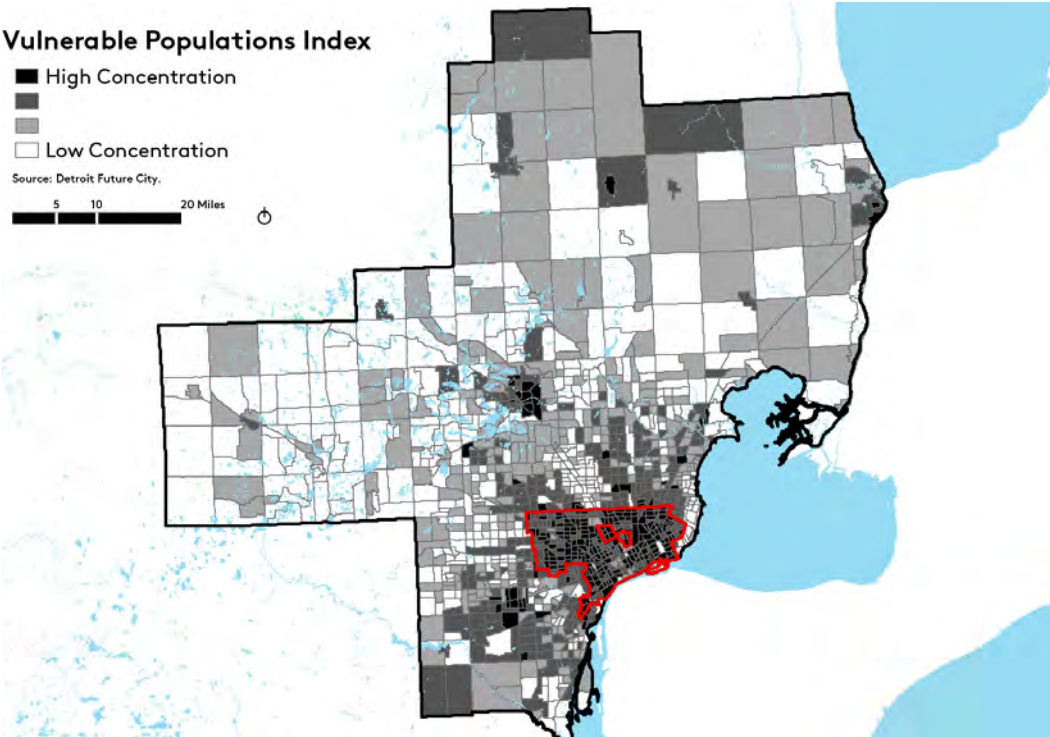 Vulnerable Populations Index
High Concentration
Low Concentration
Source: Detroit Future City.
5 10 20 Miles